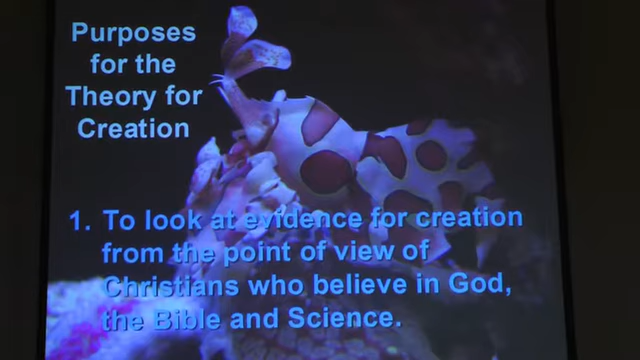 Purposes
for the
Theory for
Creation
1. To look at evidence for creation
from the point of view of
Christians who believe in God,
the Bible and Science.